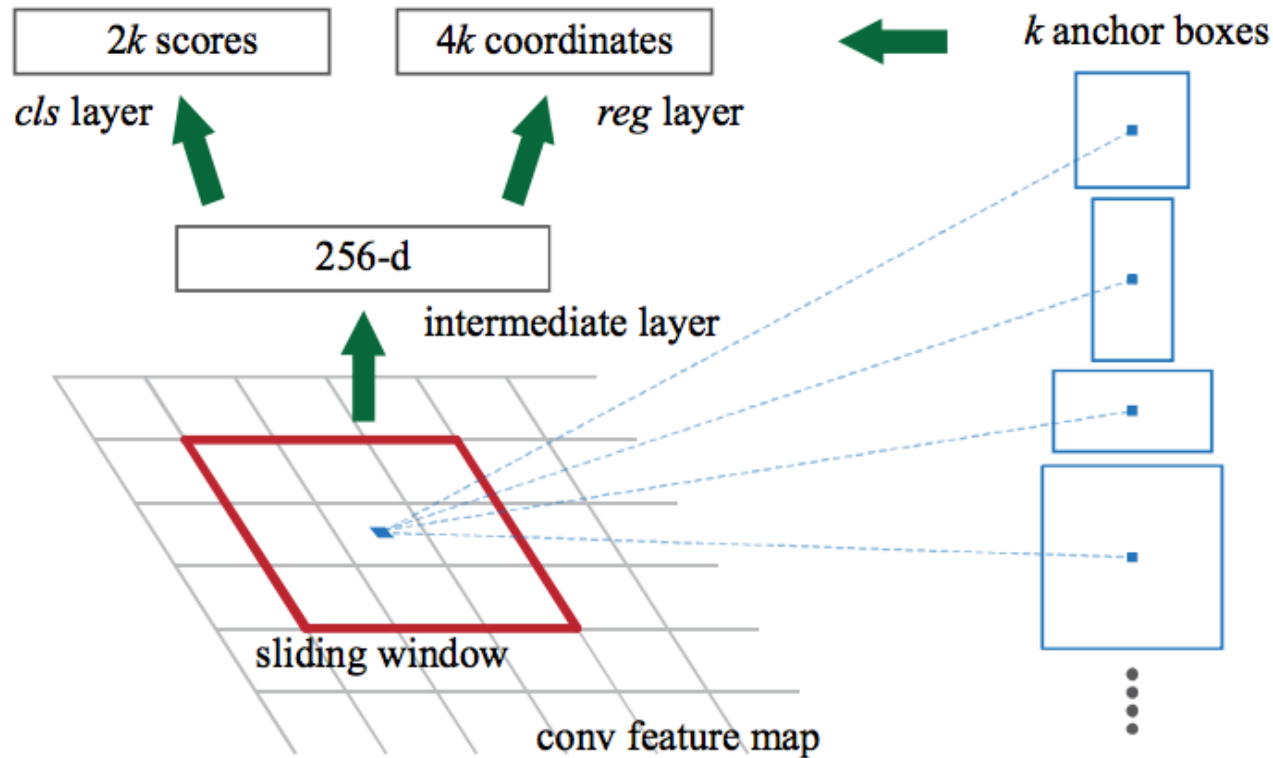 2k scores
4k coordinates
k anchor boxes
cls layer
reg layer
256-d
intermediate layer
sliding window
conv feature map